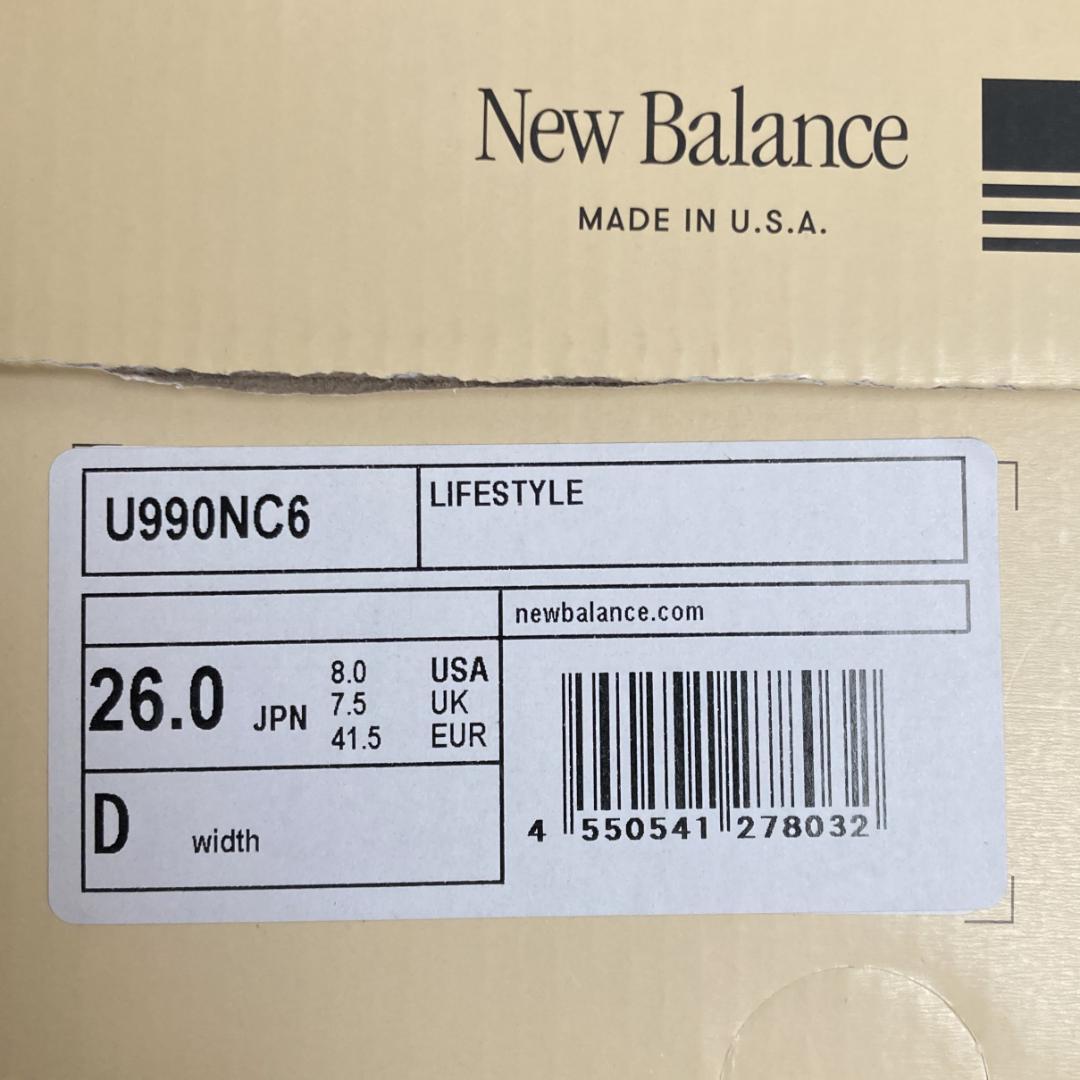 New Balance
MADE IN U.S.A.
U990NC6
LIFESTYLE
newbalance.com
26.0 JPN
8.0 USA
7.5 UK
41.5 EUR
D width
4 550541 278032